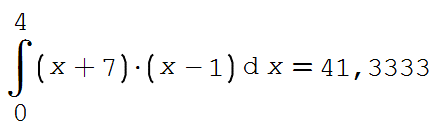 4
∫ (x + 7)·(x − 1) d x = 41,3333
0